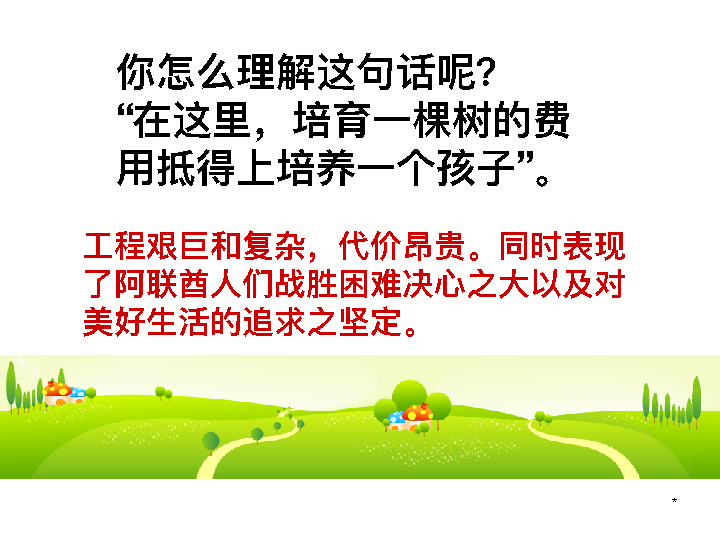 你怎么理解这句话呢？
“在这里，培育一棵树的费
用抵得上培养一个孩子”。
工程艰巨和复杂，代价昂贵。同时表现
了阿联酋人们战胜困难决心之大以及对
美好生活的追求之坚定。
*